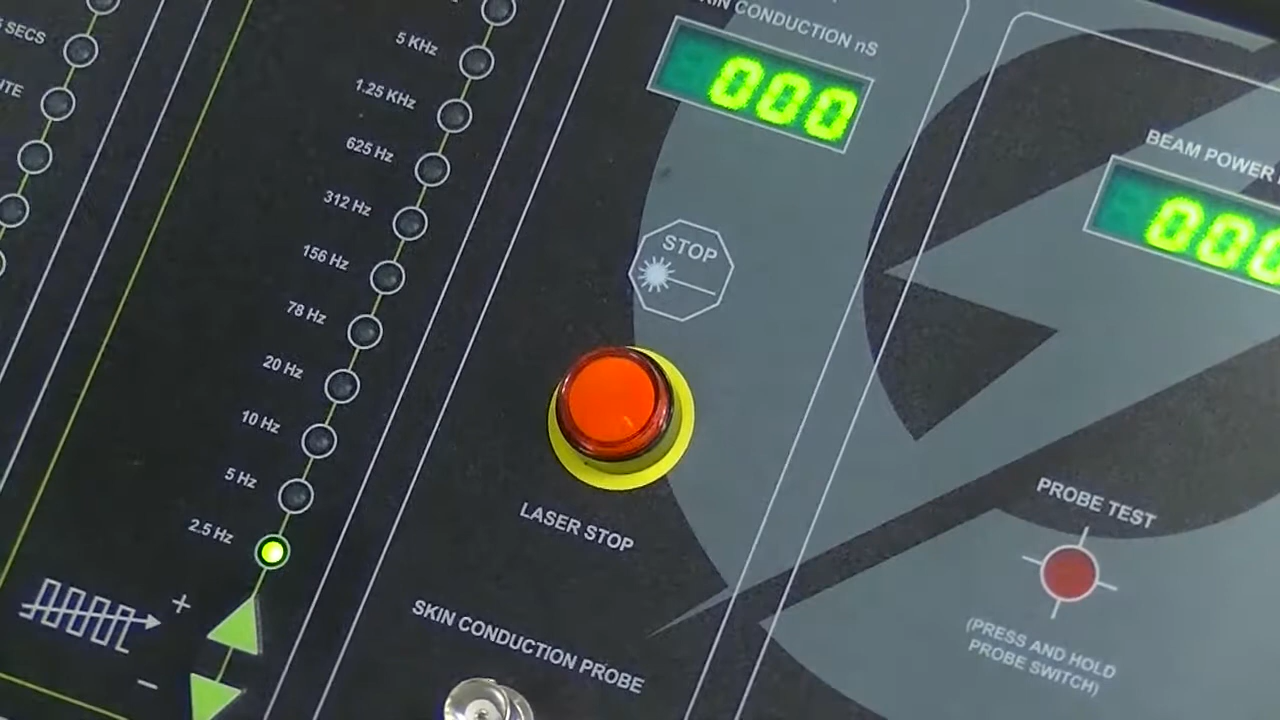 SECS
5 KHz
1.25 KHz
625 Hz
312 Hz
156 Hz
78 Hz
20 Hz
10 Hz
5 Hz
2.5 Hz
+
−
CONDUCTION nS
000
STOP
LASER STOP
SKIN CONDUCTION PROBE
BEAM POWER
000
PROBE TEST
(PRESS AND HOLD
PROBE SWITCH)